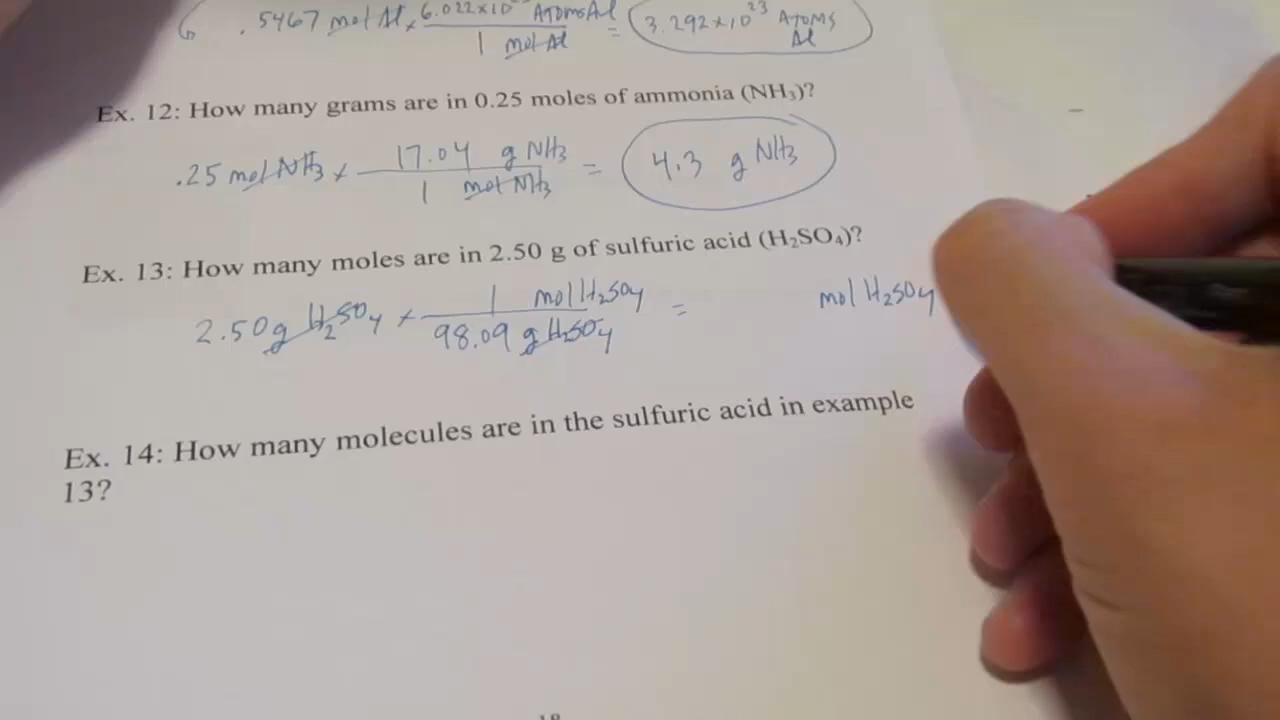 .5467 mol Al x 6.022x10 Atoms Al / 1 mol Al = 3.292x10²³ Atoms Al
Ex. 12: How many grams are in 0.25 moles of ammonia (NH₃)?
.25 mol NH₃ x 17.04 g NH₃ / 1 mol NH₃ = 4.3 g NH₃
Ex. 13: How many moles are in 2.50 g of sulfuric acid (H₂SO₄)?
2.50g H₂SO₄ x 1 mol H₂SO₄ / 98.09 g H₂SO₄ = mol H₂SO₄
Ex. 14: How many molecules are in the sulfuric acid in example
13?